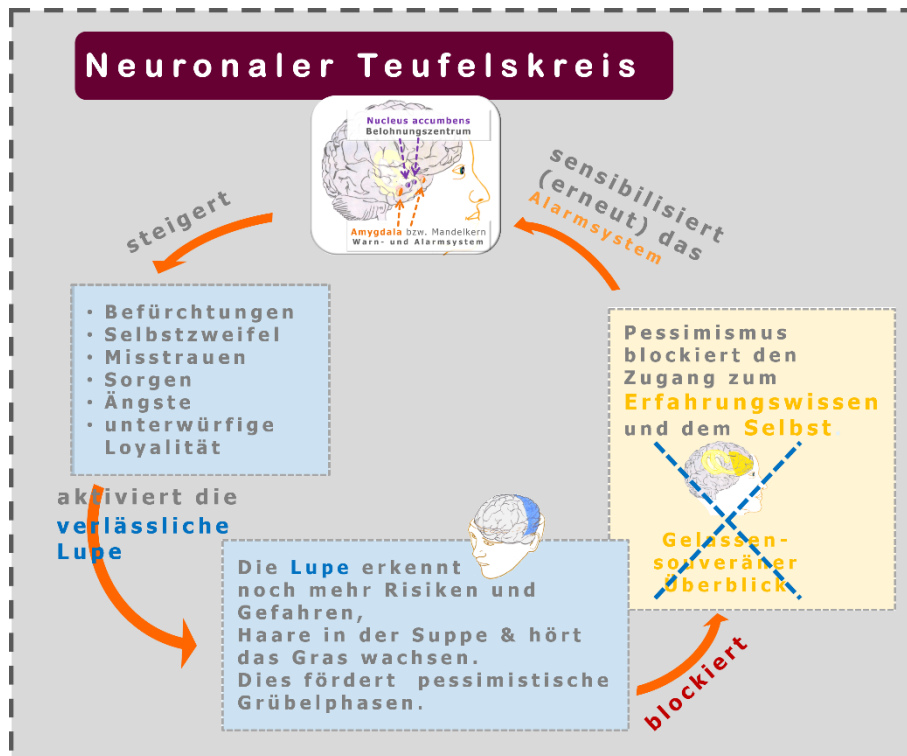 Neuronaler Teufelskreis
Nucleus accumbens
Belohnungszentrum
Amygdala bzw. Mandelkern
Warn- und Alarmsystem
steigert
• Befürchtungen
• Selbstzweifel
• Misstrauen
• Sorgen
• Ängste
• unterwürfige
Loyalität
aktiviert die
verlässliche
Lupe
Die Lupe erkennt
noch mehr Risiken und
Gefahren,
Haare in der Suppe & hört
das Gras wachsen.
Dies fördert pessimistische
Grübelphasen.
blockiert
Pessimismus
blockiert den
Zugang zum
Erfahrungswissen
und dem Selbst
Gelassen-
souveräner
Überblick
sensibilisiert
(erneut) das
Alarmsystem